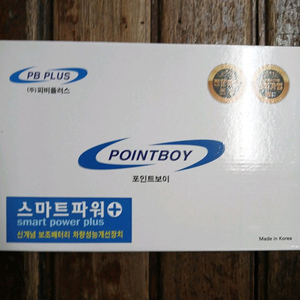 PB PLUS
(주)피비플러스
POINTBOY
포인트보이
스마트파워+
smart power plus
신개념 보조배터리 차량성능개선장치
Made in Korea